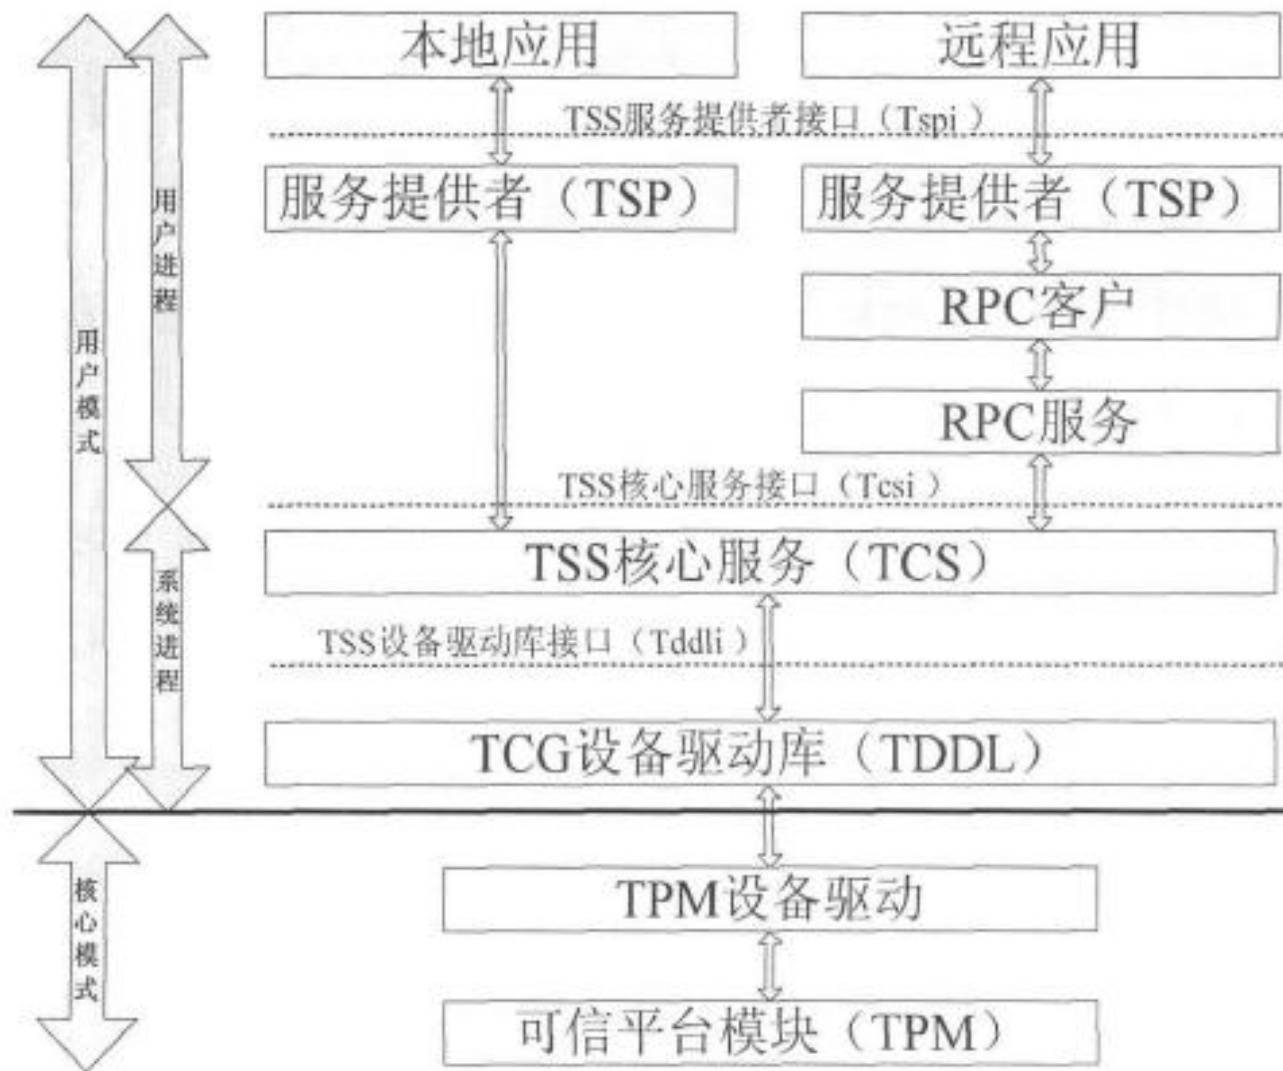 本地应用
远程应用
TSS服务提供者接口（Tspi）
服务提供者（TSP）
服务提供者（TSP）
用户进程
RPC客户
用户模式
RPC服务
TSS核心服务接口（Tcsi）
TSS核心服务（TCS）
系统进程
TSS设备驱动库接口（Tddli）
TCG设备驱动库（TDDL）
TPM设备驱动
核心模式
可信平台模块（TPM）